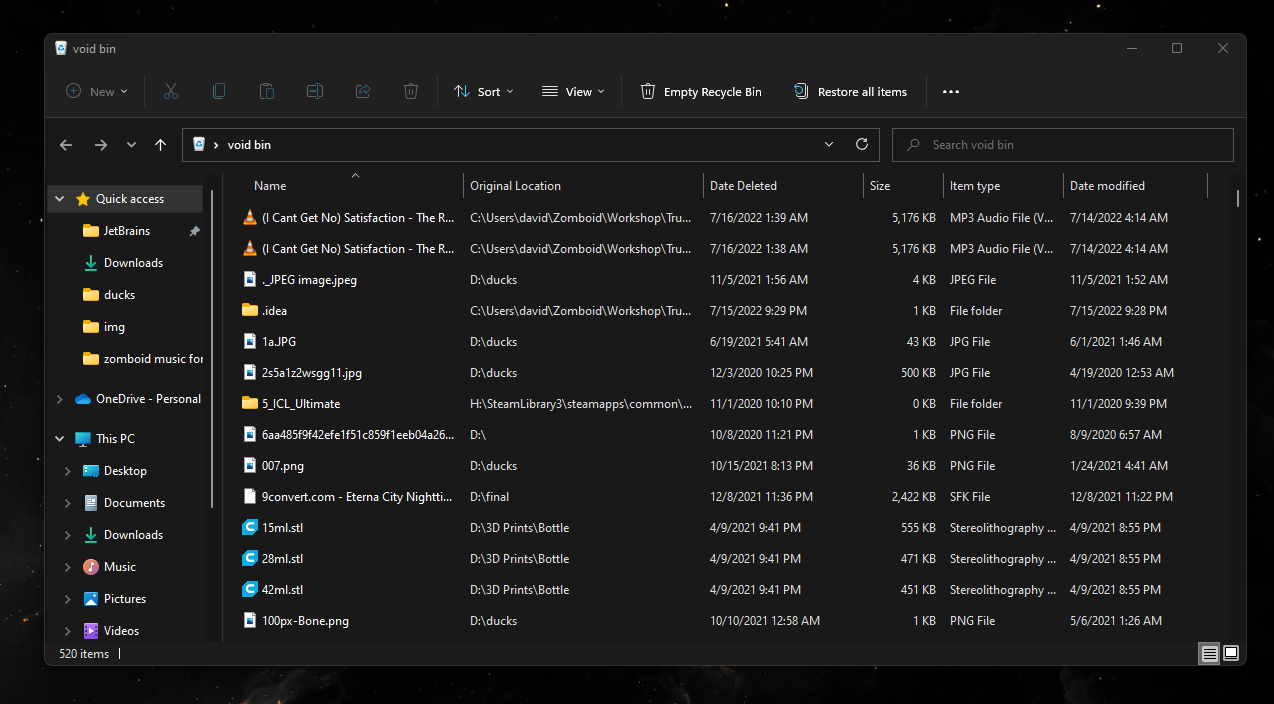 void bin
New
Sort
View
Empty Recycle Bin
Restore all items
void bin
Search void bin
Quick access
JetBrains
Downloads
ducks
img
zomboid music for
OneDrive - Personal
This PC
Desktop
Documents
Downloads
Music
Pictures
Videos
Name Original Location Date Deleted Size Item type Date modified
(I Cant Get No) Satisfaction - The R... C:\Users\david\Zomboid\Workshop\Tru... 7/16/2022 1:39 AM 5,176 KB MP3 Audio File (V... 7/14/2022 4:14 AM
(I Cant Get No) Satisfaction - The R... C:\Users\david\Zomboid\Workshop\Tru... 7/16/2022 1:38 AM 5,176 KB MP3 Audio File (V... 7/14/2022 4:14 AM
._JPEG image.jpeg D:\ducks 11/5/2021 1:56 AM 4 KB JPEG File 11/5/2021 1:52 AM
.idea C:\Users\david\Zomboid\Workshop\Tru... 7/15/2022 9:29 PM 1 KB File folder 7/15/2022 9:28 PM
1a.JPG D:\ducks 6/19/2021 5:41 AM 43 KB JPG File 6/1/2021 1:46 AM
2s5a1z2wsgg11.jpg D:\ducks 12/3/2020 10:25 PM 500 KB JPG File 4/19/2020 12:53 AM
5_ICL_Ultimate H:\SteamLibrary3\steamapps\common\... 11/1/2020 10:10 PM 0 KB File folder 11/1/2020 9:39 PM
6aa485f9f42efe1f51c859f1eeb04a26... D:\ 10/8/2020 11:21 PM 1 KB PNG File 8/9/2020 6:57 AM
007.png D:\ducks 10/15/2021 8:13 PM 36 KB PNG File 1/24/2021 4:41 AM
9convert.com - Eterna City Nightti... D:\final 12/8/2021 11:36 PM 2,422 KB SFK File 12/8/2021 11:22 PM
15ml.stl D:\3D Prints\Bottle 4/9/2021 9:41 PM 555 KB Stereolithography ... 4/9/2021 8:55 PM
28ml.stl D:\3D Prints\Bottle 4/9/2021 9:41 PM 471 KB Stereolithography ... 4/9/2021 8:55 PM
42ml.stl D:\3D Prints\Bottle 4/9/2021 9:41 PM 451 KB Stereolithography ... 4/9/2021 8:55 PM
100px-Bone.png D:\ducks 10/10/2021 12:58 AM 1 KB PNG File 5/6/2021 1:26 AM
520 items